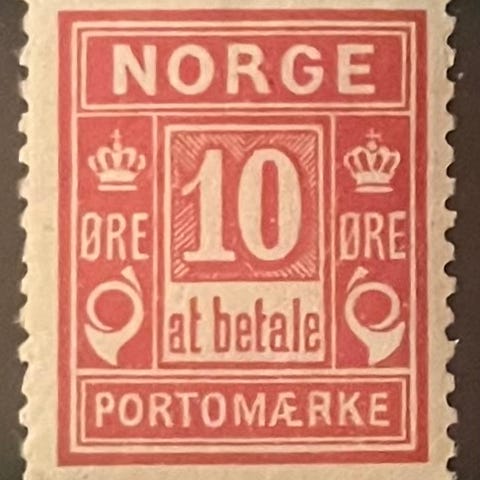 NORGE
10
ØRE ØRE
at betale
PORTOMÆRKE